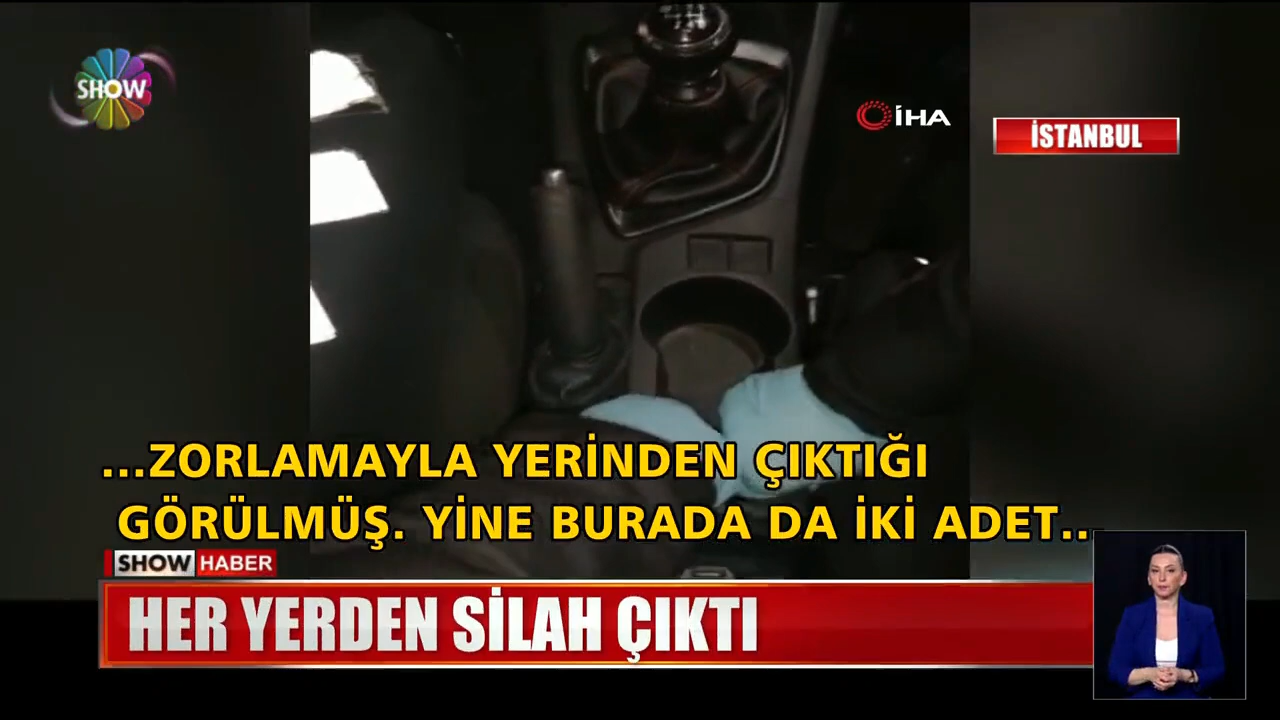 SHOW
İHA
İSTANBUL
...ZORLAMAYLA YERİNDEN ÇIKTIĞI
GÖRÜLMÜŞ. YİNE BURADA DA İKİ ADET...
SHOW HABER
HER YERDEN SİLAH ÇIKTI